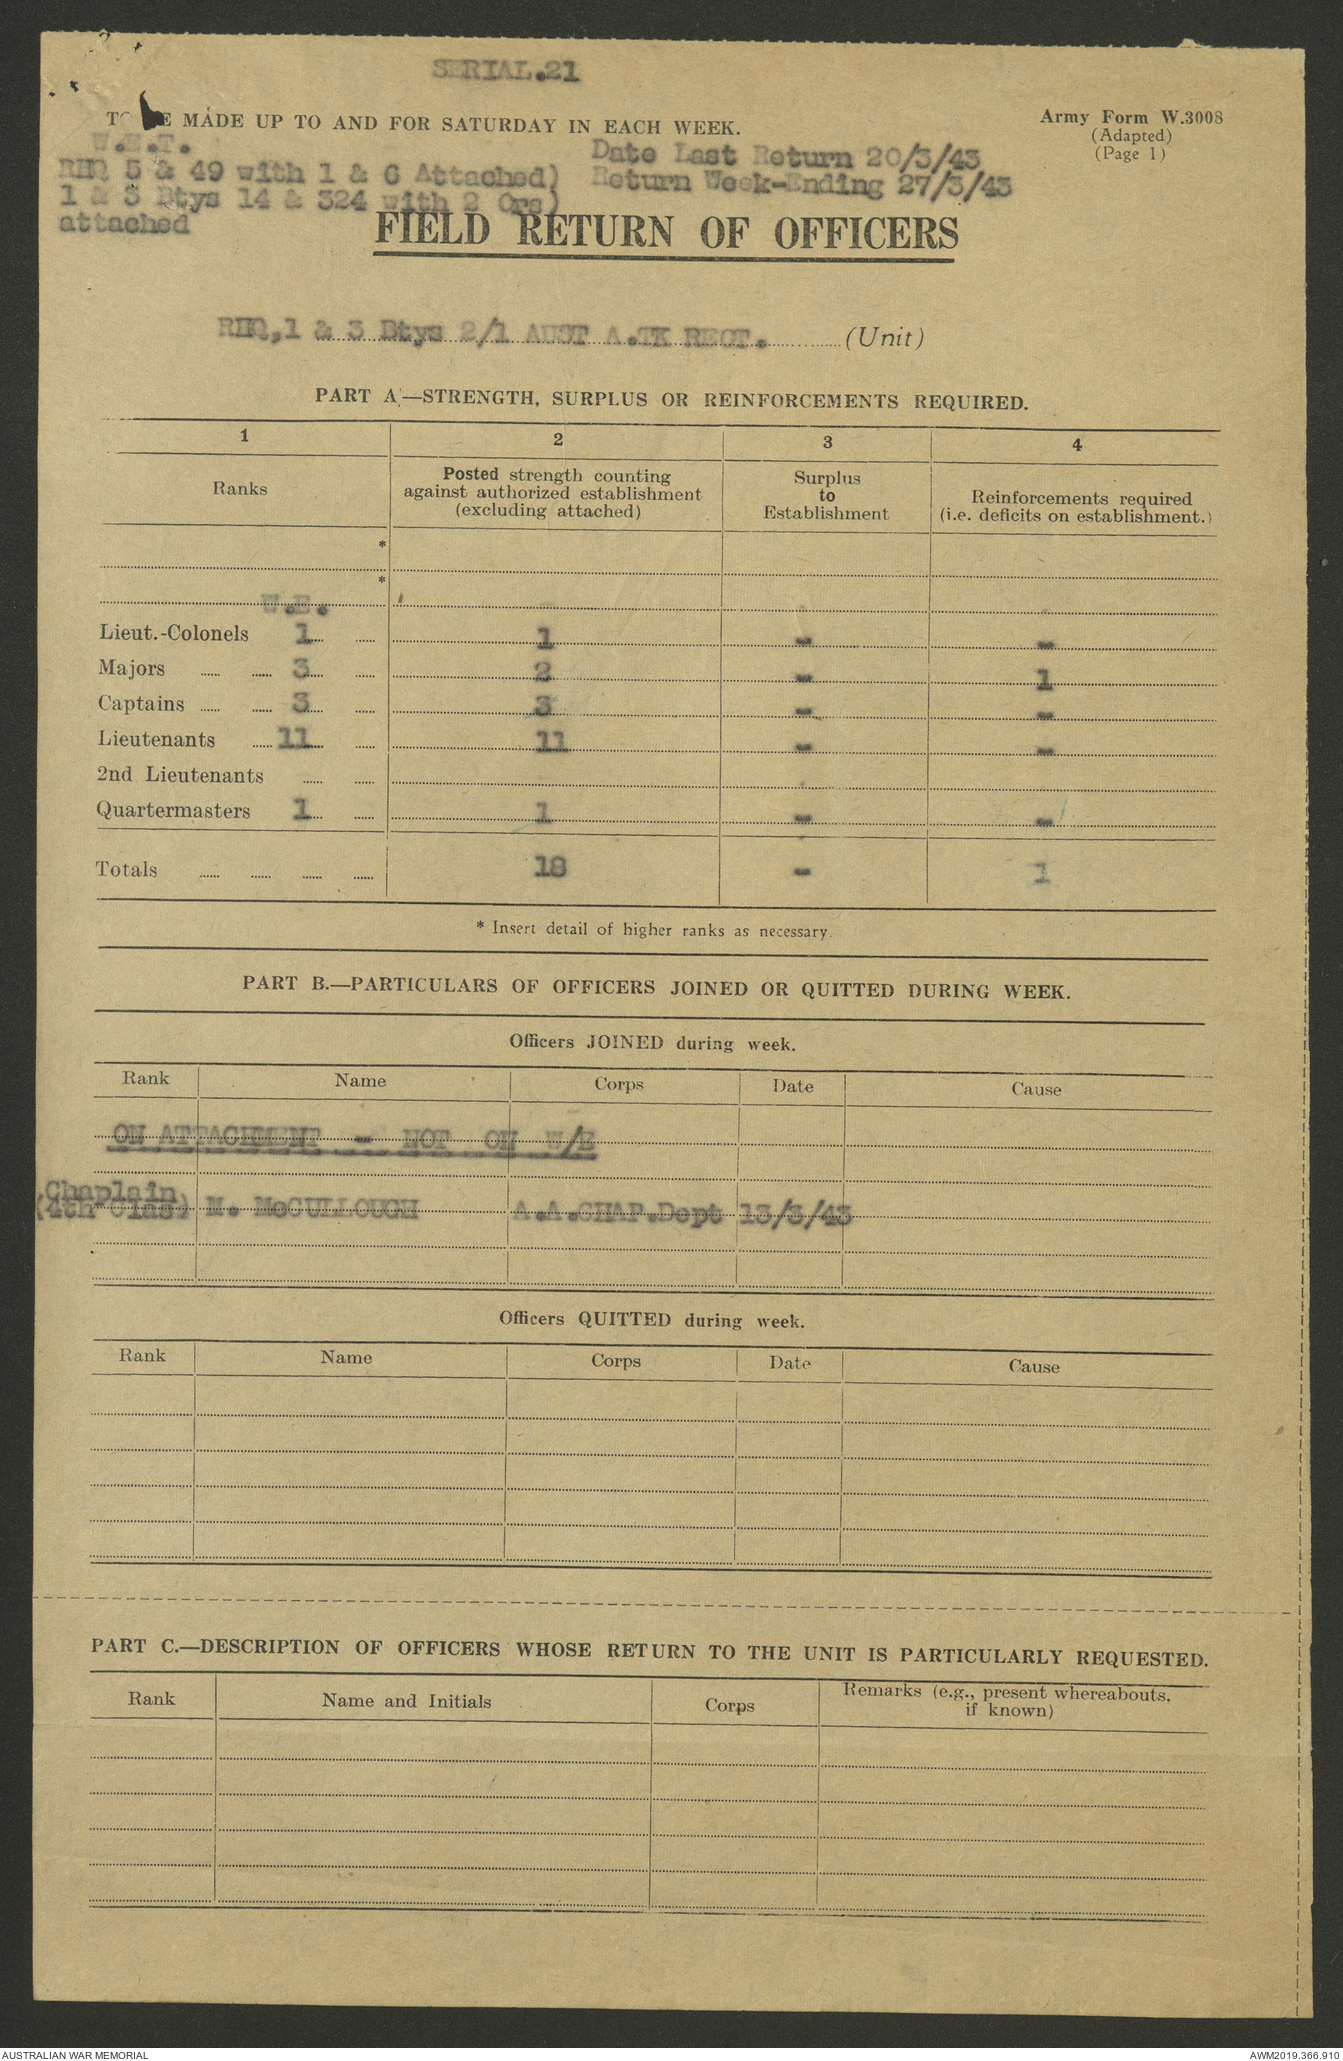 SERIAL.21
MADE UP TO AND FOR SATURDAY IN EACH WEEK.
Army Form W.3008
(Adapted)
(Page 1)
W.E.T.
RHQ 5 & 49 with 1 & 6 Attached)
1 & 3 Btys 14 & 324 with 2 Ors)
attached
Date Last Return 20/3/43
Return Week-Ending 27/3/43
FIELD RETURN OF OFFICERS
RHQ,1 & 3 Btys 2/1 AUST A.TK REGT. (Unit)
PART A.—STRENGTH, SURPLUS OR REINFORCEMENTS REQUIRED.
1 2 3 4
Ranks
Posted strength counting
against authorized establishment
(excluding attached)
Surplus
to
Establishment
Reinforcements required
(i.e. deficits on establishment.)
*
*
W.E.
Lieut.-Colonels 1 1 - -
Majors 3 2 - 1
Captains 3 3 - -
Lieutenants 11 11 - -
2nd Lieutenants
Quartermasters 1 1 - -
Totals 18 - 1
* Insert detail of higher ranks as necessary.
PART B.—PARTICULARS OF OFFICERS JOINED OR QUITTED DURING WEEK.
Officers JOINED during week.
Rank Name Corps Date Cause
ON ATTACHMENT - NOT ON W/E
Chaplain
(4th Clas) M. McCULLOUGH A.A.CHAP.Dept 13/3/43
Officers QUITTED during week.
Rank Name Corps Date Cause
PART C.—DESCRIPTION OF OFFICERS WHOSE RETURN TO THE UNIT IS PARTICULARLY REQUESTED.
Rank Name and Initials Corps
Remarks (e.g., present whereabouts,
if known)
AUSTRALIAN WAR MEMORIAL
AWM2019.366.910